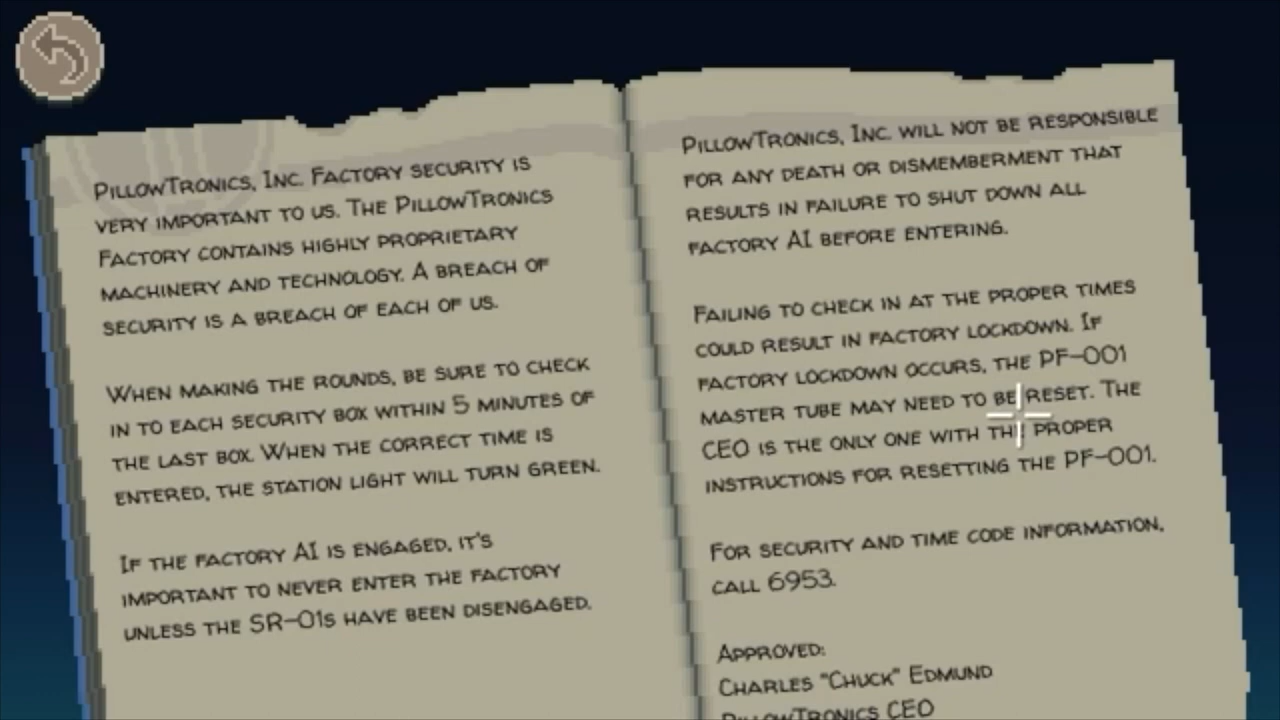 PillowTronics, Inc. Factory security is
very important to us. The PillowTronics
Factory contains highly proprietary
machinery and technology. A breach of
security is a breach of each of us.
When making the rounds, be sure to check
in to each security box within 5 minutes of
the last box. When the correct time is
entered, the station light will turn green.
If the factory AI is engaged, it's
important to never enter the factory
unless the SR-01s have been disengaged.
PillowTronics, Inc. will not be responsible
for any death or dismemberment that
results in failure to shut down all
factory AI before entering.
Failing to check in at the proper times
could result in factory lockdown. If
factory lockdown occurs, the PF-001
master tube may need to be reset. The
CEO is the only one with the proper
instructions for resetting the PF-001.
For security and time code information,
call 6953.
Approved:
Charles "Chuck" Edmund
PillowTronics CEO